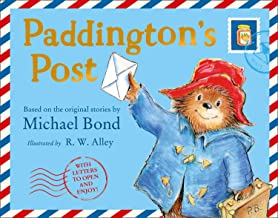 Paddington's
Post
Based on the original stories by
Michael Bond
Illustrated by R. W. Alley
WITH
LETTERS TO
OPEN AND
ENJOY!
P.B.